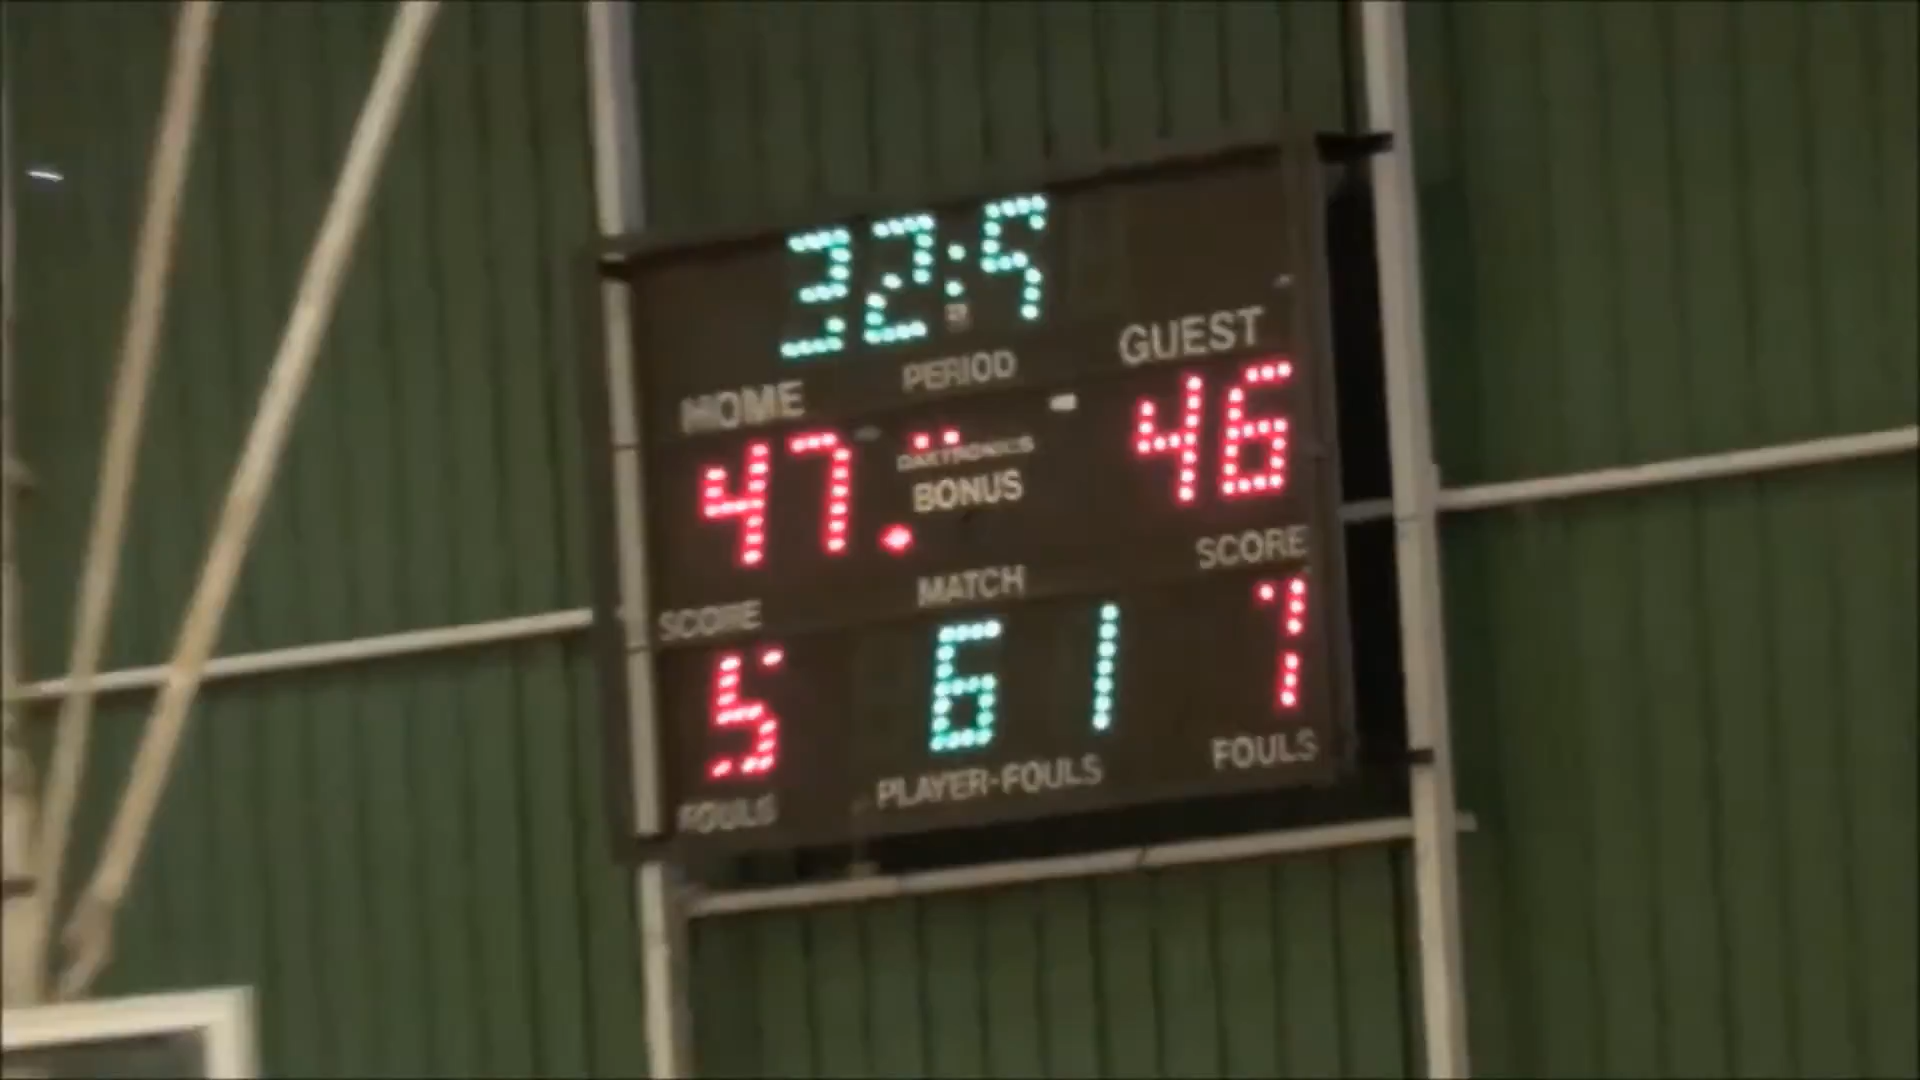 32:5
HOME PERIOD GUEST
47. DAKTRONICS 46
BONUS
SCORE MATCH SCORE
5 6 1 7
FOULS PLAYER-FOULS FOULS